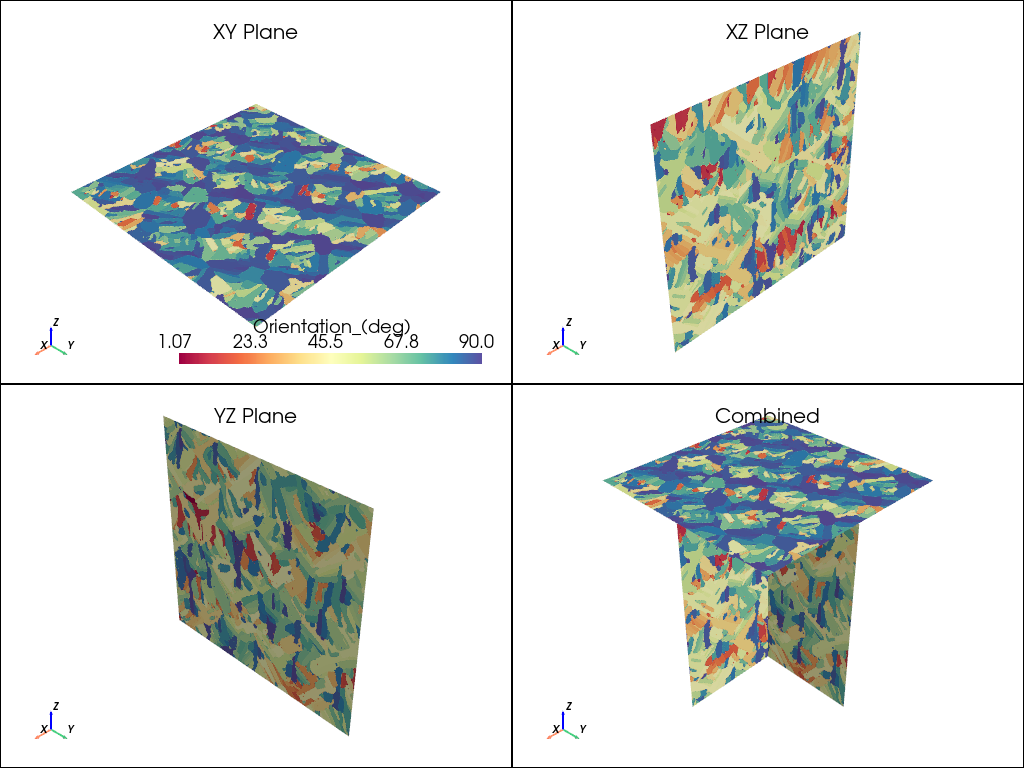 XY Plane
XZ Plane
Z
X
Y
Orientation_(deg)
1.07 23.3 45.5 67.8 90.0
Z
X
Y
YZ Plane
Combined
Z
X
Y
Z
X
Y